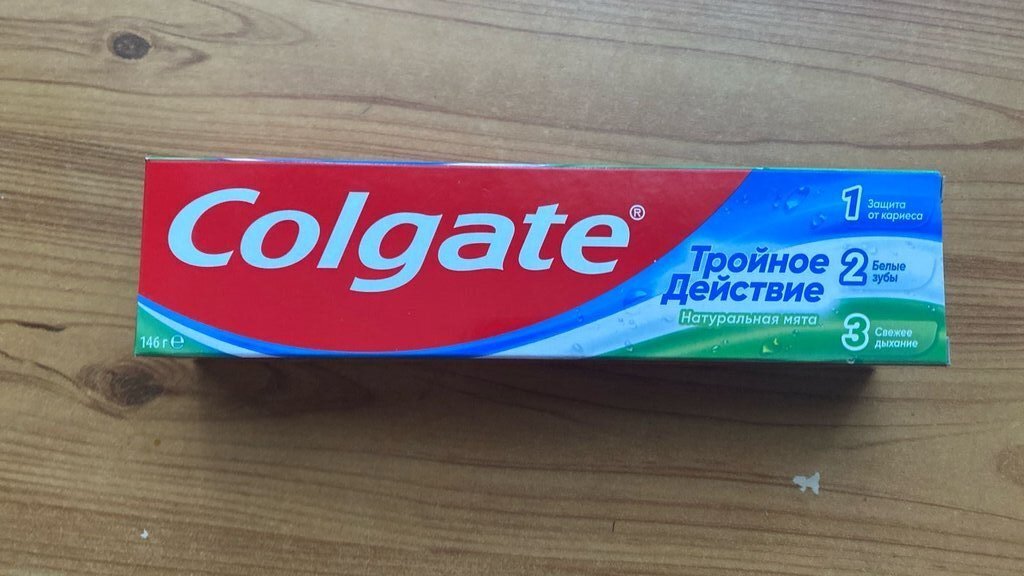 Colgate®
Тройное
Действие
Натуральная мята
1 Защита
от кариеса
2 Белые
зубы
3 Свежее
дыхание
146 г ℮